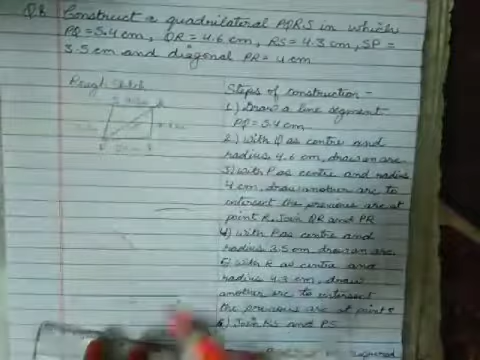 Q8 Construct a quadrilateral PQRS in which
PQ = 5.4 cm, QR = 4.6 cm, RS = 4.3 cm, SP =
3.5 cm and diagonal PR = 4 cm
Rough Sketch
Steps of construction -
1) Draw a line segment
PQ = 5.4 cm
2) With Q as centre and
radius 4.6 cm, draw an arc
3) With P as centre and radius
4 cm, draw another arc to
intersect the previous arc at
point R. Join QR and PR
4) With P as centre and
radius 3.5 cm draw an arc
5) With R as centre and
radius 4.3 cm, draw
another arc to intersect
the previous arc at point S
6) Join RS and PS
required